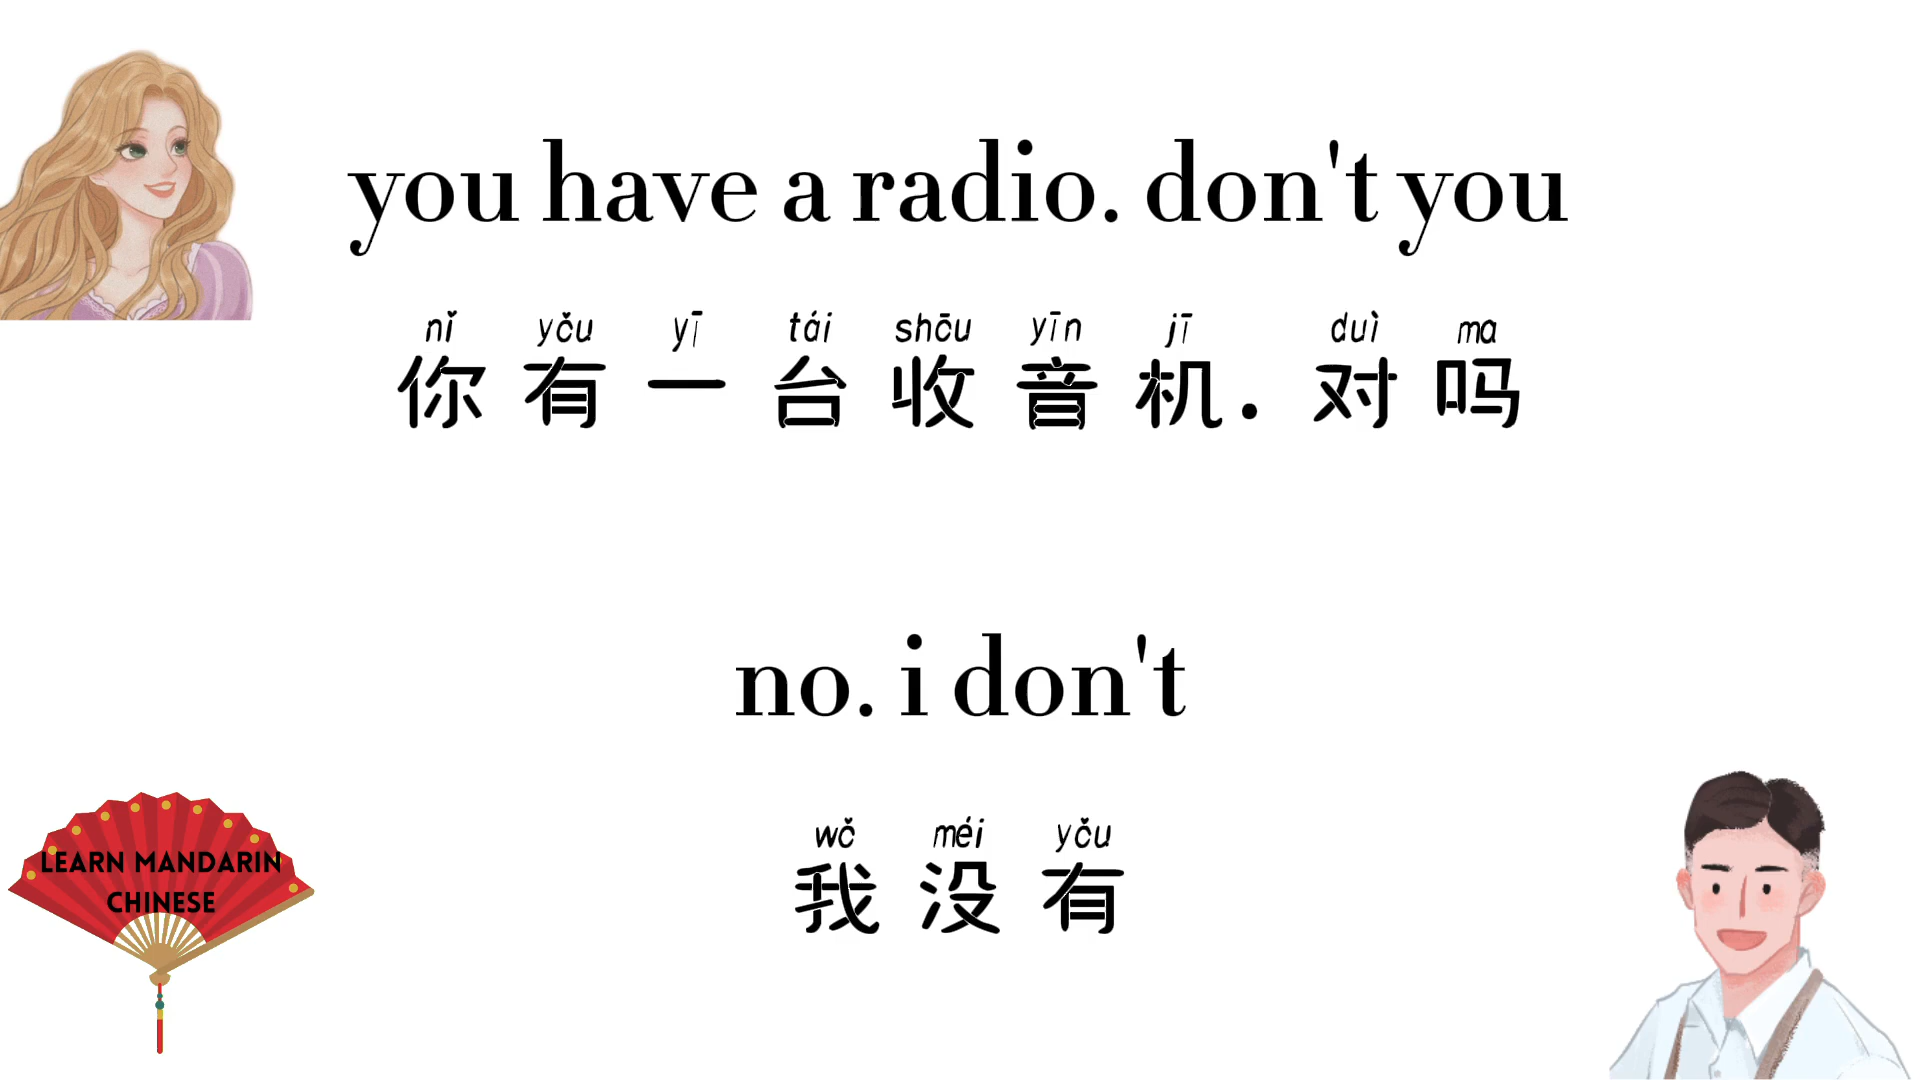 you have a radio. don't you
nǐ yǒu yī tái shōu yīn jī duì ma
你有一台收音机. 对吗
no. i don't
wǒ méi yǒu
我没有
LEARN MANDARIN
CHINESE